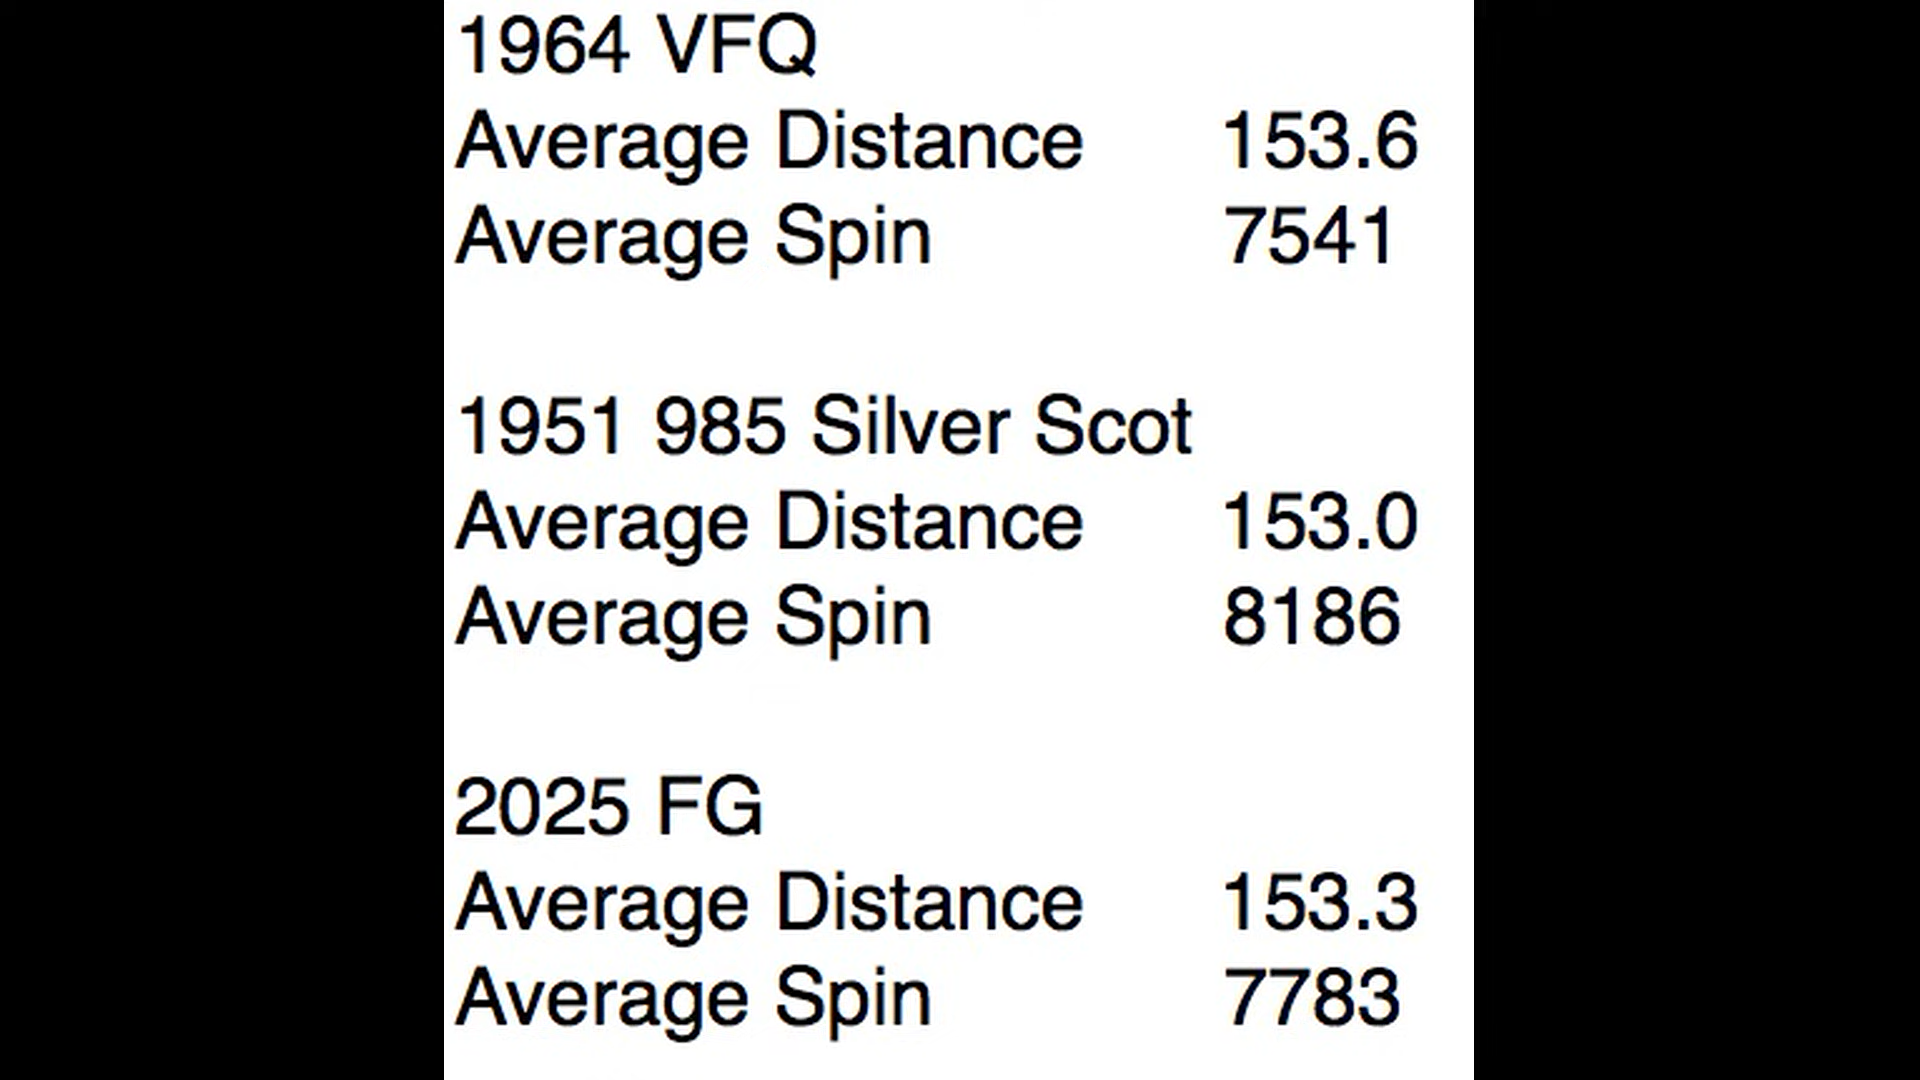 1964 VFQ
Average Distance 153.6
Average Spin 7541
1951 985 Silver Scot
Average Distance 153.0
Average Spin 8186
2025 FG
Average Distance 153.3
Average Spin 7783